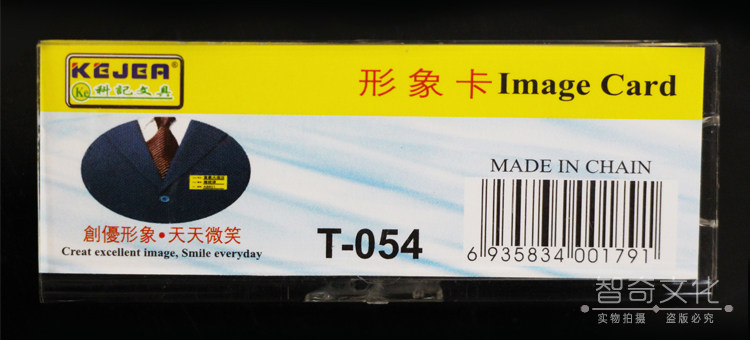 KEJEA®
Ke 科記文具
形象卡 Image Card
創優形象·天天微笑
Creat excellent image, Smile everyday
T-054
MADE IN CHAIN
6 935834 001791
智奇文化
实物拍摄 盗版必究